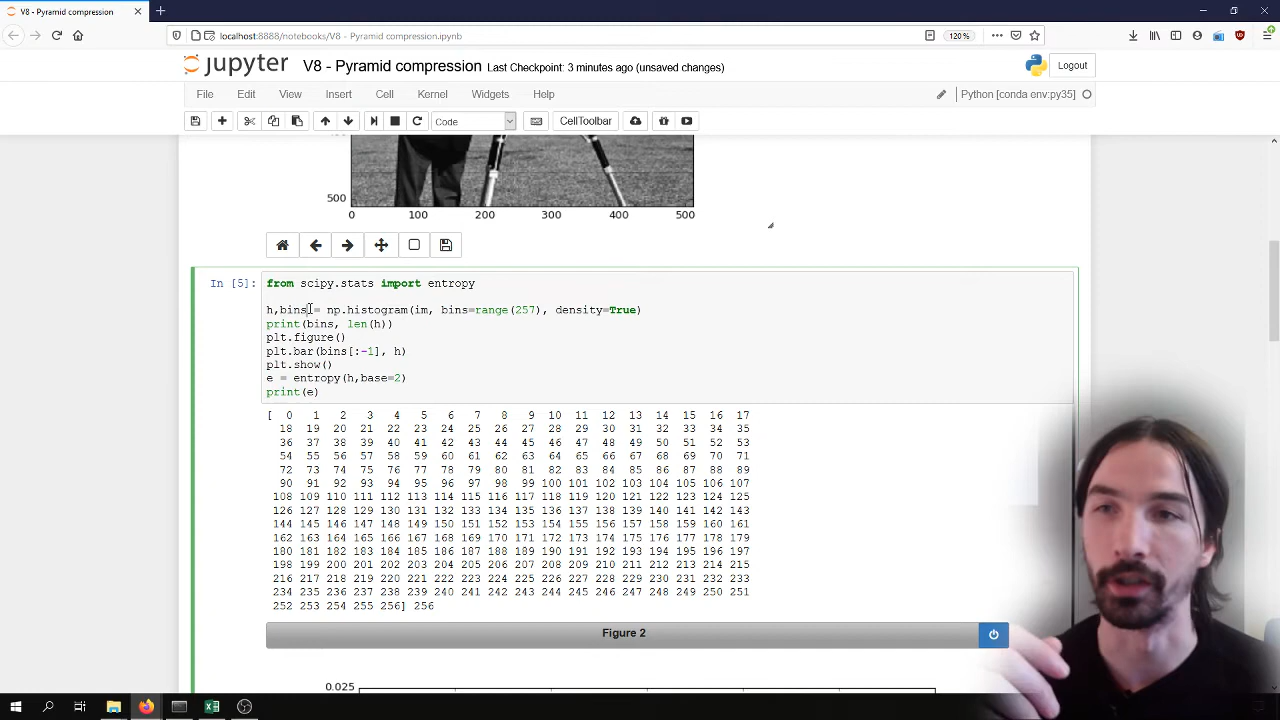 V8 - Pyramid compression
localhost:8888/notebooks/V8 - Pyramid compression.ipynb
120%
jupyter V8 - Pyramid compression Last Checkpoint: 3 minutes ago (unsaved changes)
Logout
File Edit View Insert Cell Kernel Widgets Help
Python [conda env:py35]
Code
CellToolbar
500
0 100 200 300 400 500
In [5]: from scipy.stats import entropy
h,bins = np.histogram(im, bins=range(257), density=True)
print(bins, len(h))
plt.figure()
plt.bar(bins[:-1], h)
plt.show()
e = entropy(h,base=2)
print(e)
[ 0 1 2 3 4 5 6 7 8 9 10 11 12 13 14 15 16 17
18 19 20 21 22 23 24 25 26 27 28 29 30 31 32 33 34 35
36 37 38 39 40 41 42 43 44 45 46 47 48 49 50 51 52 53
54 55 56 57 58 59 60 61 62 63 64 65 66 67 68 69 70 71
72 73 74 75 76 77 78 79 80 81 82 83 84 85 86 87 88 89
90 91 92 93 94 95 96 97 98 99 100 101 102 103 104 105 106 107
108 109 110 111 112 113 114 115 116 117 118 119 120 121 122 123 124 125
126 127 128 129 130 131 132 133 134 135 136 137 138 139 140 141 142 143
144 145 146 147 148 149 150 151 152 153 154 155 156 157 158 159 160 161
162 163 164 165 166 167 168 169 170 171 172 173 174 175 176 177 178 179
180 181 182 183 184 185 186 187 188 189 190 191 192 193 194 195 196 197
198 199 200 201 202 203 204 205 206 207 208 209 210 211 212 213 214 215
216 217 218 219 220 221 222 223 224 225 226 227 228 229 230 231 232 233
234 235 236 237 238 239 240 241 242 243 244 245 246 247 248 249 250 251
252 253 254 255 256] 256
Figure 2
0.025